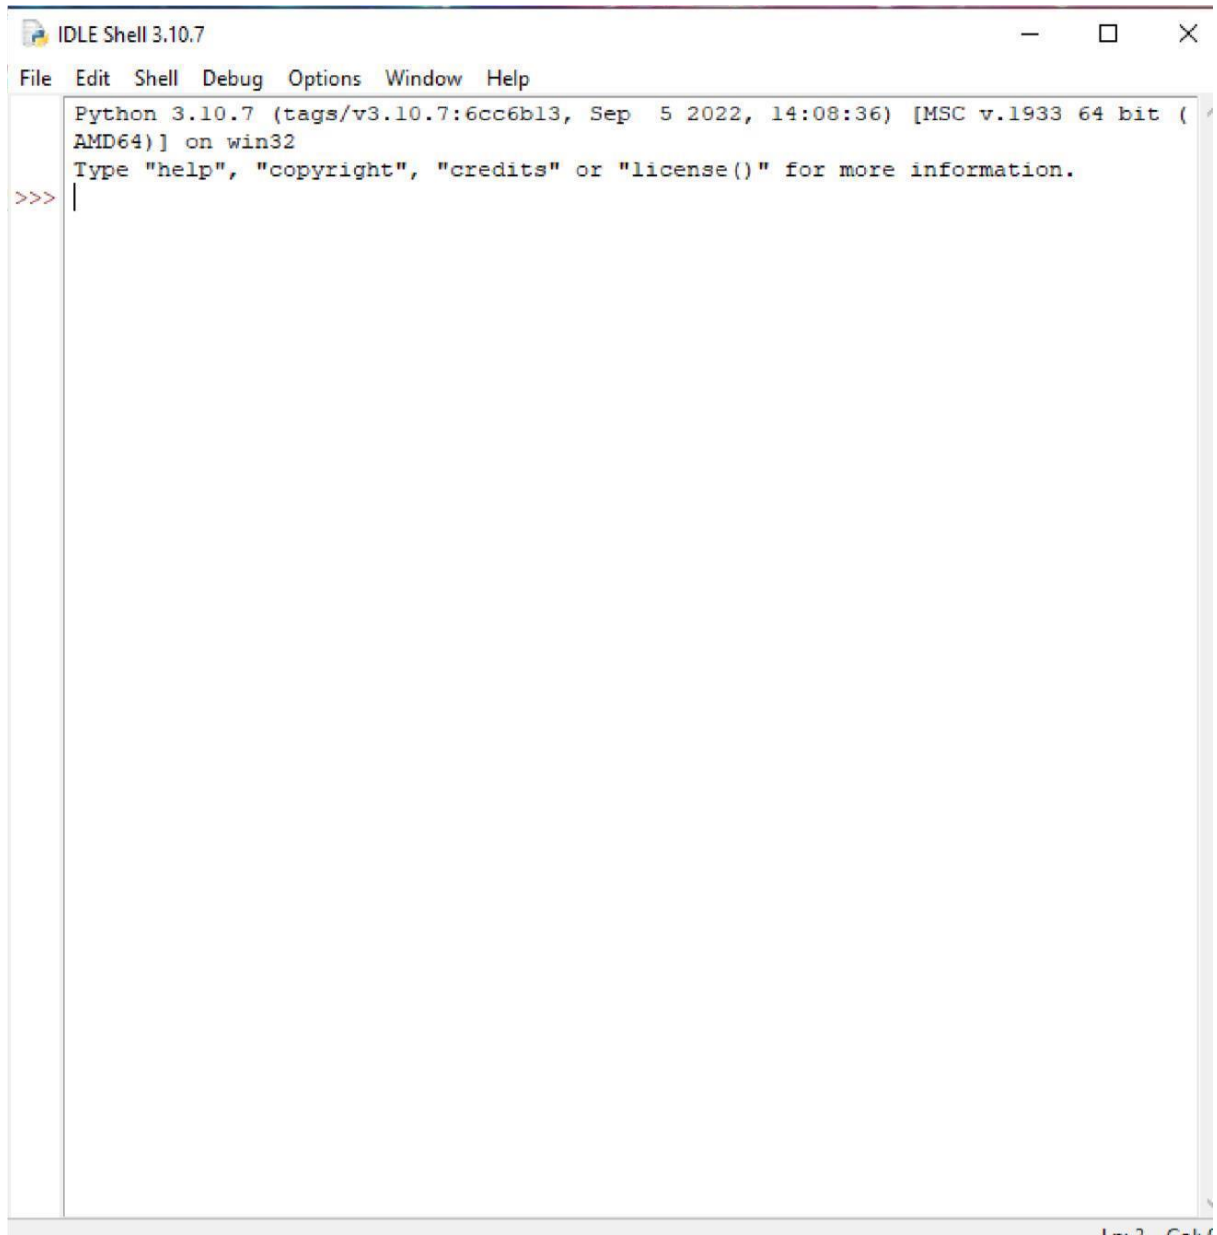 IDLE Shell 3.10.7
File Edit Shell Debug Options Window Help
Python 3.10.7 (tags/v3.10.7:6cc6b13, Sep  5 2022, 14:08:36) [MSC v.1933 64 bit (
AMD64)] on win32
Type "help", "copyright", "credits" or "license()" for more information.
>>>